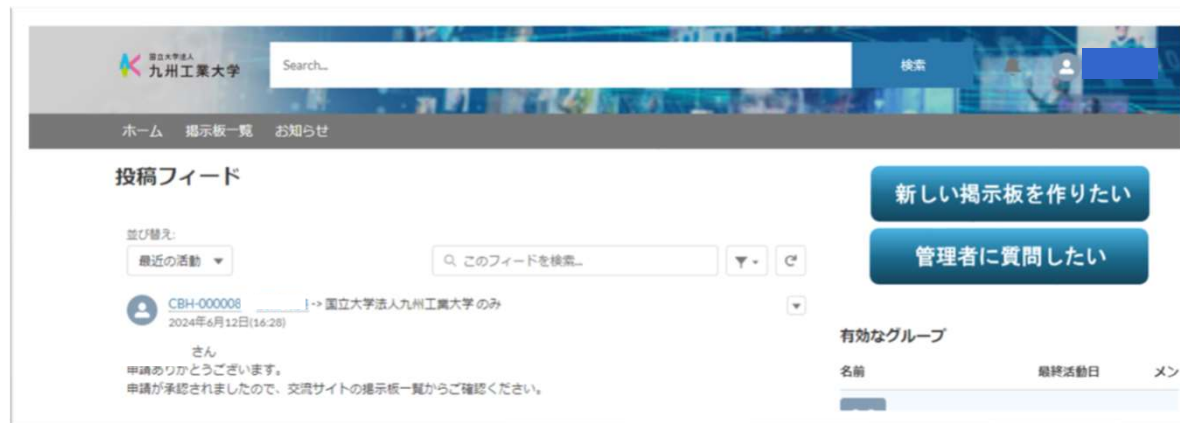 国立大学法人
九州工業大学
Search...
検索
ホーム 掲示板一覧 お知らせ
投稿フィード
新しい掲示板を作りたい
管理者に質問したい
並び替え:
最近の活動
このフィードを検索...
CBH-000008 -> 国立大学法人九州工業大学 のみ
2024年6月12日(16:28)
さん
申請ありがとうございます。
申請が承認されましたので、交流サイトの掲示板一覧からご確認ください。
有効なグループ
名前 最終活動日 メン